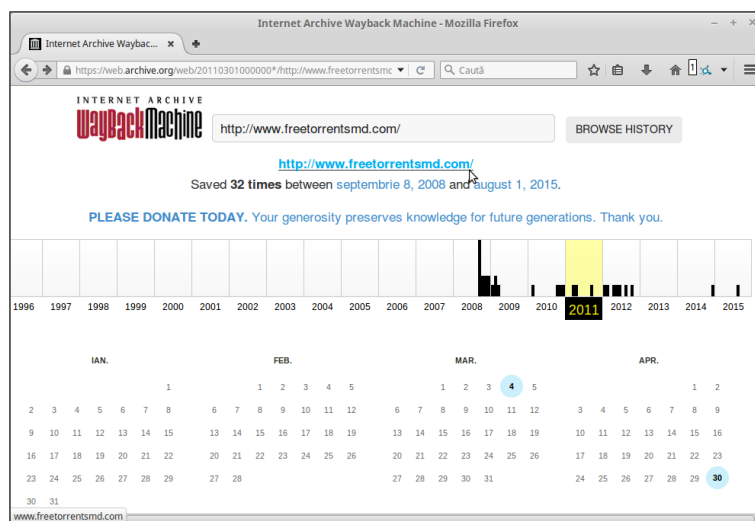 Internet Archive Wayback Machine - Mozilla Firefox
Internet Archive Waybac...
https://web.archive.org/web/20110301000000*/http://www.freetorrentsmd
Caută
1
INTERNET ARCHIVE
WayBackMachine
http://www.freetorrentsmd.com/
BROWSE HISTORY
http://www.freetorrentsmd.com/
Saved 32 times between septembrie 8, 2008 and august 1, 2015.
PLEASE DONATE TODAY. Your generosity preserves knowledge for future generations. Thank you.
1996 1997 1998 1999 2000 2001 2002 2003 2004 2005 2006 2007 2008 2009 2010 2011 2012 2013 2014 2015
IAN. FEB. MAR. APR.
1 1 2 3 4 5 1 2 3 4 5 1 2
2 3 4 5 6 7 8 6 7 8 9 10 11 12 6 7 8 9 10 11 12 3 4 5 6 7 8 9
9 10 11 12 13 14 15 13 14 15 16 17 18 19 13 14 15 16 17 18 19 10 11 12 13 14 15 16
16 17 18 19 20 21 22 20 21 22 23 24 25 26 20 21 22 23 24 25 26 17 18 19 20 21 22 23
23 24 25 26 27 28 29 27 28 27 28 29 30 31 24 25 26 27 28 29 30
30 31
www.freetorrentsmd.com